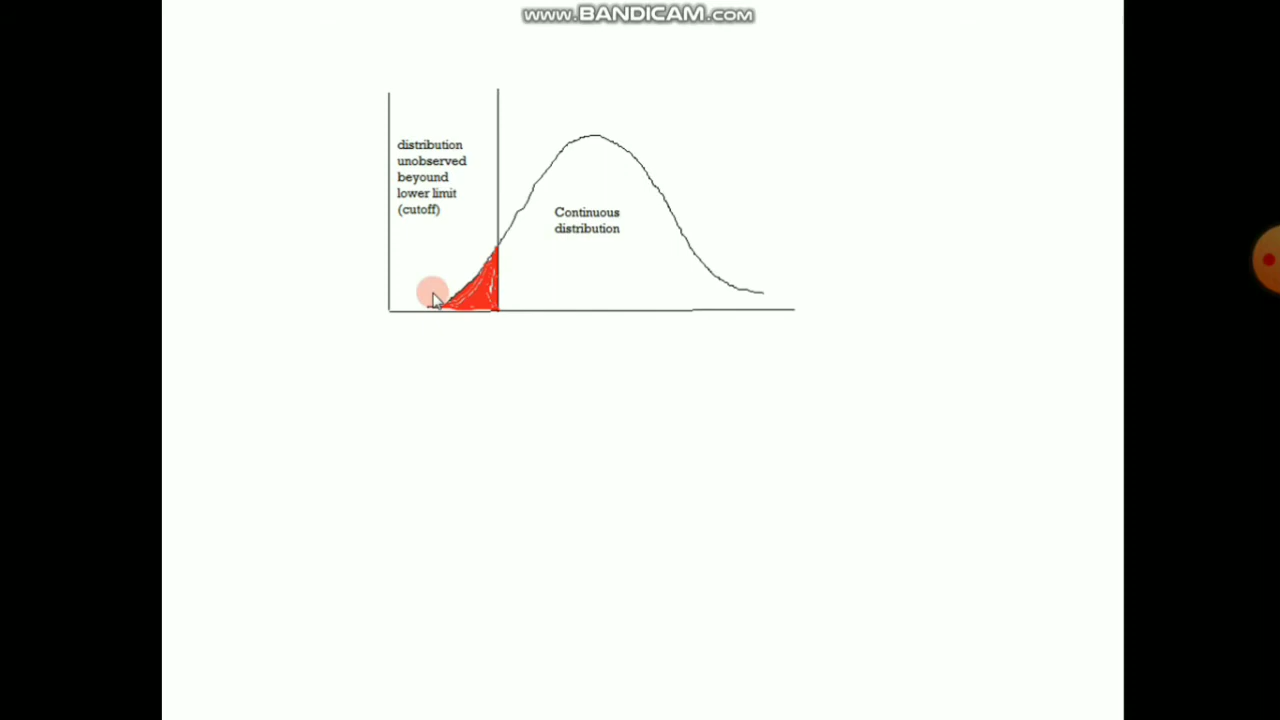 www.BANDICAM.com
distribution
unobserved
beyound
lower limit
(cutoff)
Continuous
distribution